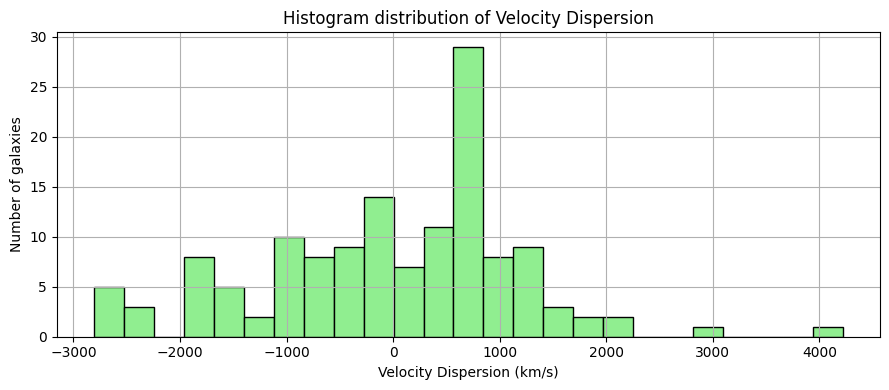 Histogram distribution of Velocity Dispersion
30
25
20
15
10
5
0
Number of galaxies
−3000 −2000 −1000 0 1000 2000 3000 4000
Velocity Dispersion (km/s)